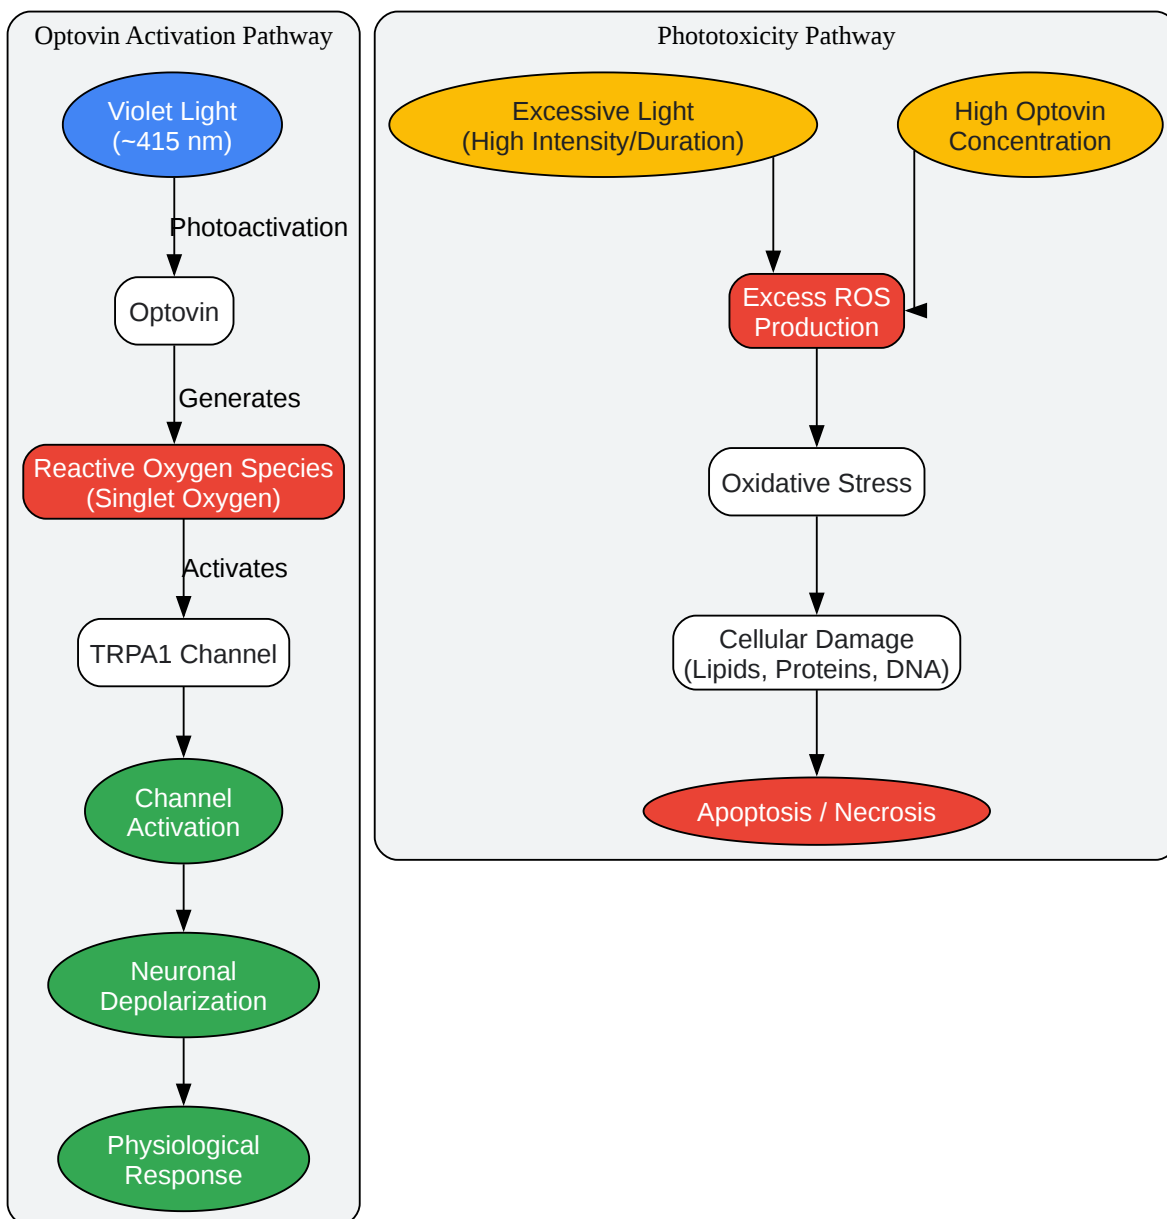 Optovin Activation Pathway
Violet Light
(~415 nm)
Photoactivation
Optovin
Generates
Reactive Oxygen Species
(Singlet Oxygen)
Activates
TRPA1 Channel
Channel
Activation
Neuronal
Depolarization
Physiological
Response
Phototoxicity Pathway
Excessive Light
(High Intensity/Duration)
High Optovin
Concentration
Excess ROS
Production
Oxidative Stress
Cellular Damage
(Lipids, Proteins, DNA)
Apoptosis / Necrosis